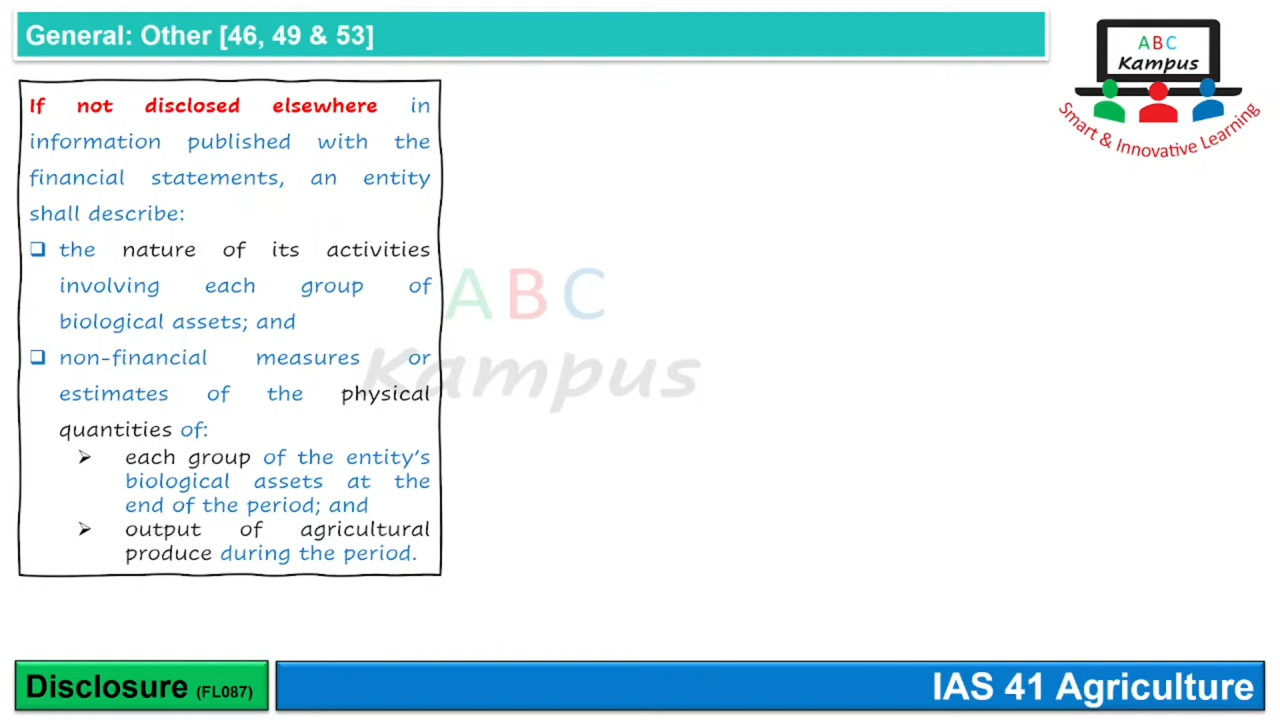 General: Other [46, 49 & 53]
ABC
Kampus
Smart & Innovative Learning
If not disclosed elsewhere in
information published with the
financial statements, an entity
shall describe:
❑ the nature of its activities
involving each group of
biological assets; and
❑ non-financial measures or
estimates of the physical
quantities of:
➢ each group of the entity's
biological assets at the
end of the period; and
➢ output of agricultural
produce during the period.
ABC
Kampus
Disclosure (FL087)
IAS 41 Agriculture